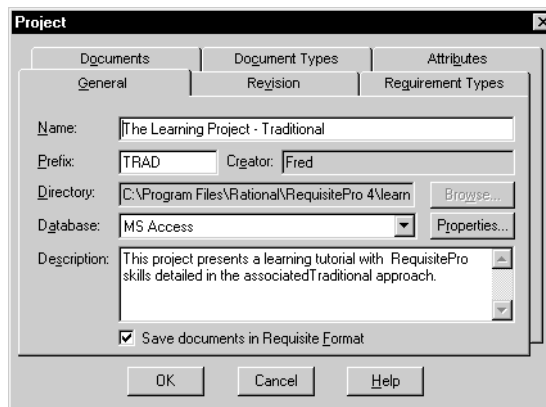 Project
Documents Document Types Attributes
General Revision Requirement Types
Name: The Learning Project - Traditional
Prefix: TRAD Creator: Fred
Directory: C:\Program Files\Rational\RequisitePro 4\learn Browse...
Database: MS Access Properties...
Description: This project presents a learning tutorial with RequisitePro
skills detailed in the associatedTraditional approach.
Save documents in Requisite Format
OK Cancel Help